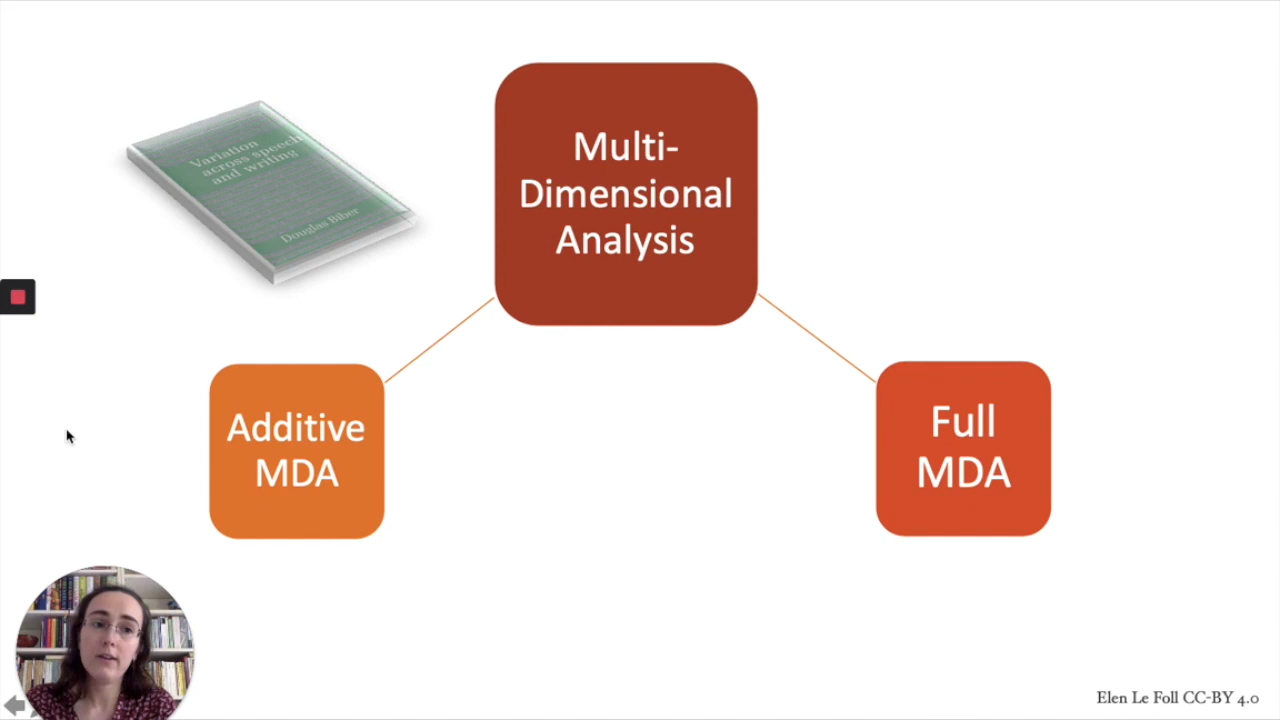 Variation
across speech
and writing
Douglas Biber
Multi-
Dimensional
Analysis
Additive
MDA
Full
MDA
Elen Le Foll CC-BY 4.0